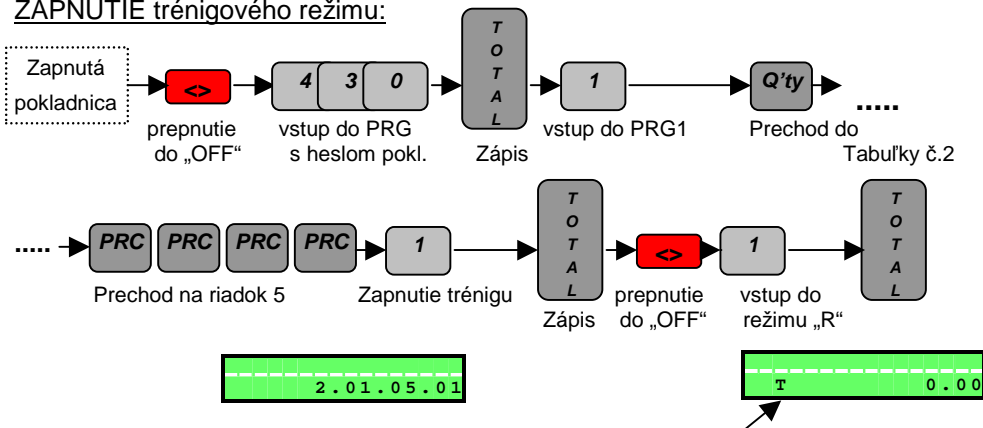 ZAPNUTIE trénigového režimu:
Zapnutá
pokladnica
<>
4 3 0
TOTAL
1
Q'ty
.....
prepnutie
do „OFF“
vstup do PRG
s heslom pokl.
Zápis
vstup do PRG1
Prechod do
Tabuľky č.2
.....
PRC PRC PRC PRC
1
TOTAL
<>
1
TOTAL
Prechod na riadok 5
Zapnutie trénigu
Zápis
prepnutie
do „OFF“
vstup do
režimu „R“
2.01.05.01
T 0.00